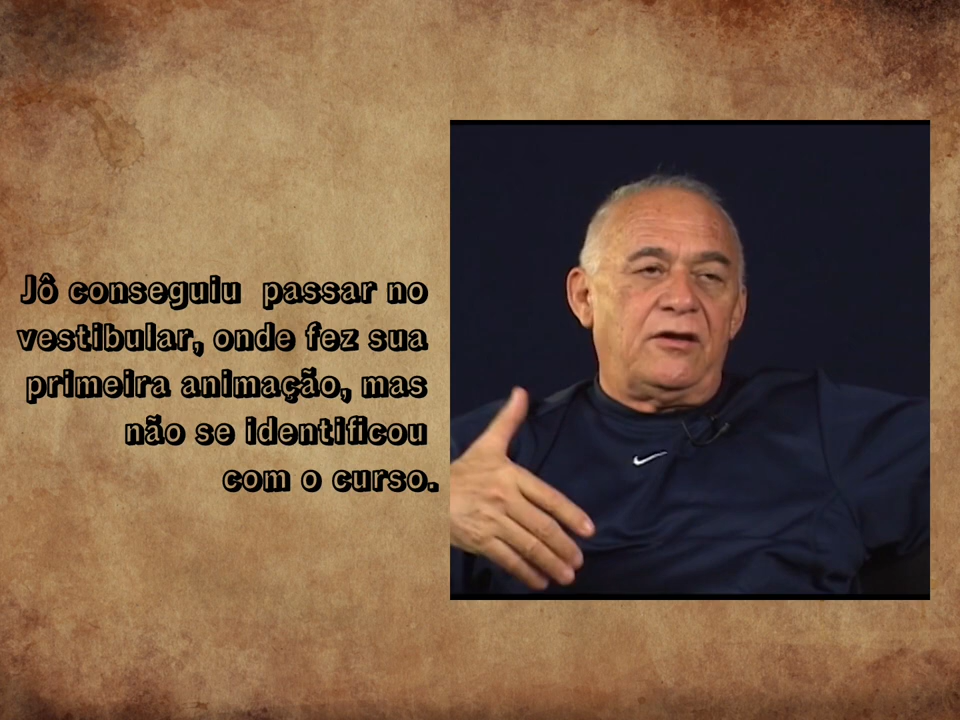 Jô conseguiu  passar no
vestibular, onde fez sua
primeira animação, mas
não se identificou
com o curso.